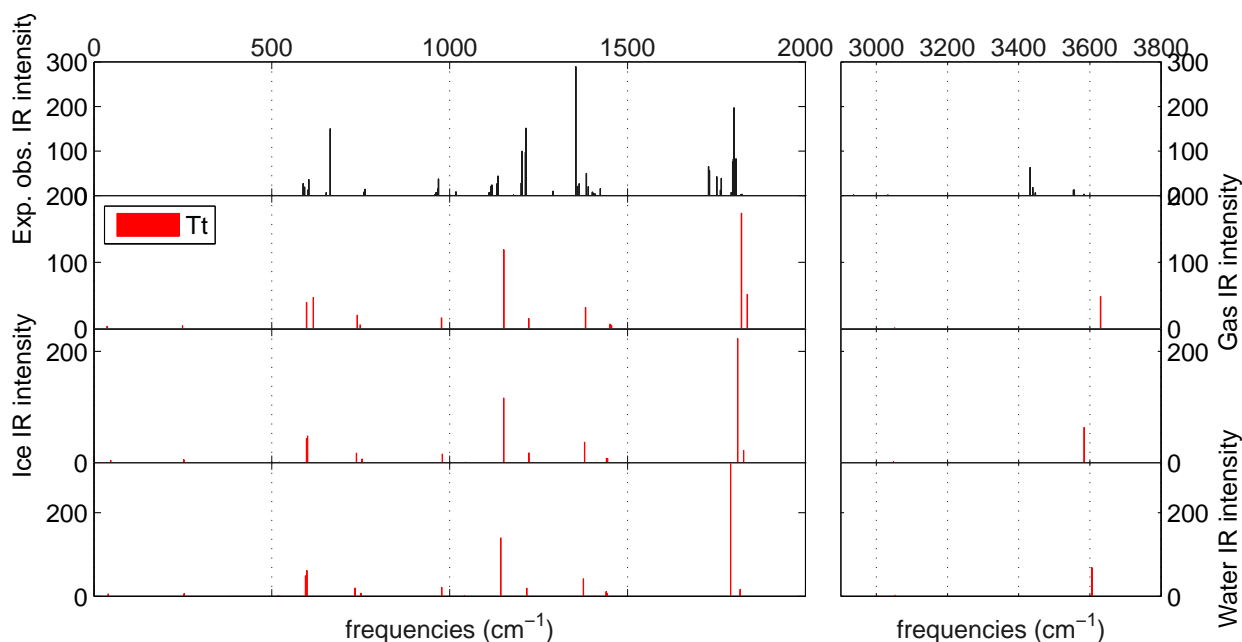 0 500 1000 1500 2000 3000 3200 3400 3600 3800
300 300
200 200
100 100
200 0 200 0
Exp. obs. IR intensity
Tt
100 100
0 0
Gas IR intensity
200 200
Ice IR intensity
0 0
200 200
0 0
Water IR intensity
frequencies (cm⁻¹) frequencies (cm⁻¹)